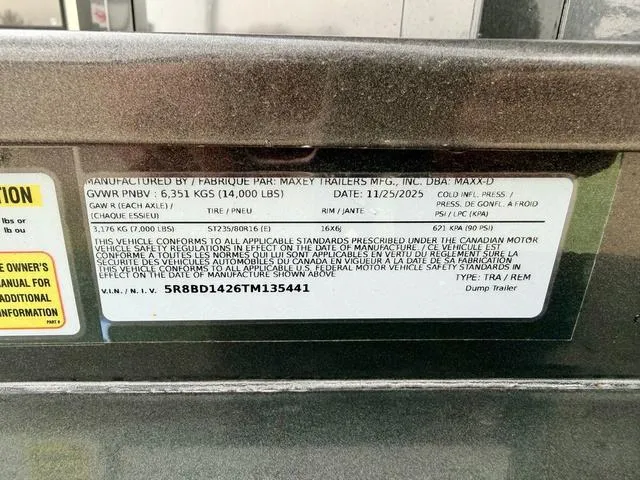 MANUFACTURED BY / FABRIQUE PAR: MAXEY TRAILERS MFG., INC. DBA: MAXX-D
GVWR PNBV : 6,351 KGS (14,000 LBS) DATE: 11/25/2025 COLD INFL. PRESS. /
GAW R (EACH AXLE) / TIRE / PNEU RIM / JANTE PRESS. DE GONFL. A FROID
(CHAQUE ESSIEU) PSI / LPC (KPA)
3,176 KG (7,000 LBS) ST235/80R16 (E) 16X6J 621 KPA (90 PSI)
THIS VEHICLE CONFORMS TO ALL APPLICABLE STANDARDS PRESCRIBED UNDER THE CANADIAN MOTOR
VEHICLE SAFETY REGULATIONS IN EFFECT ON THE DATE OF MANUFACTURE / CE VÉHICULE EST
CONFORME A TOUTES LES NORMES QUI LUI SONT APPLICABLES EN VERTU DU REGLEMENT SUR LA
SÉCURITÉ DES VÉHICULES AUTOMOBILES DU CANADA EN VIGUEUR À LA DATE DE SA FABRICATION
THIS VEHICLE CONFORMS TO ALL APPLICABLE U.S. FEDERAL MOTOR VEHICLE SAFETY STANDARDS IN
EFFECT ON THE DATE OF MANUFACTURE SHOWN ABOVE
TYPE: TRA / REM
V.I.N. / N.I.V. 5R8BD1426TM135441 Dump Trailer
TION
lbs or
lb ou
E OWNER'S
MANUAL FOR
ADDITIONAL
INFORMATION